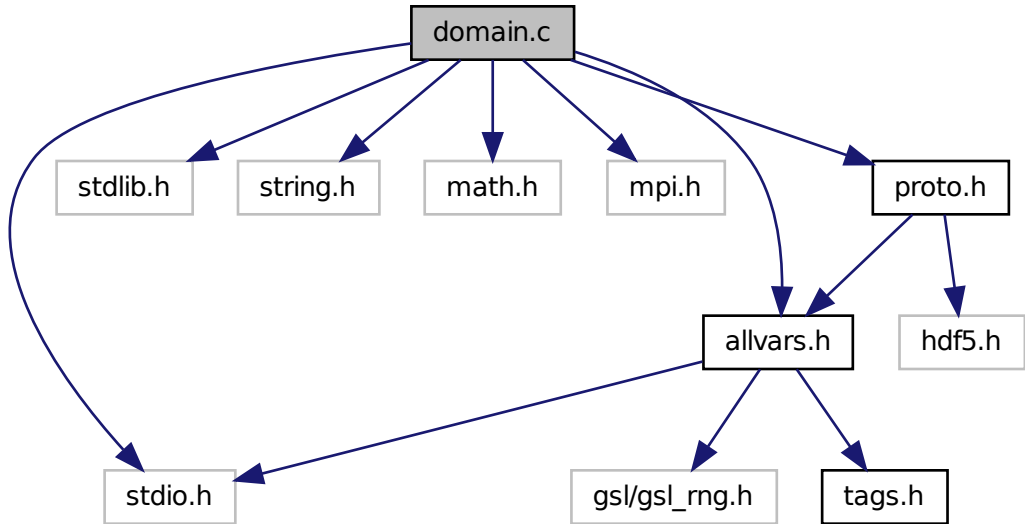 domain.c
stdlib.h
string.h
math.h
mpi.h
proto.h
allvars.h
hdf5.h
stdio.h
gsl/gsl_rng.h
tags.h